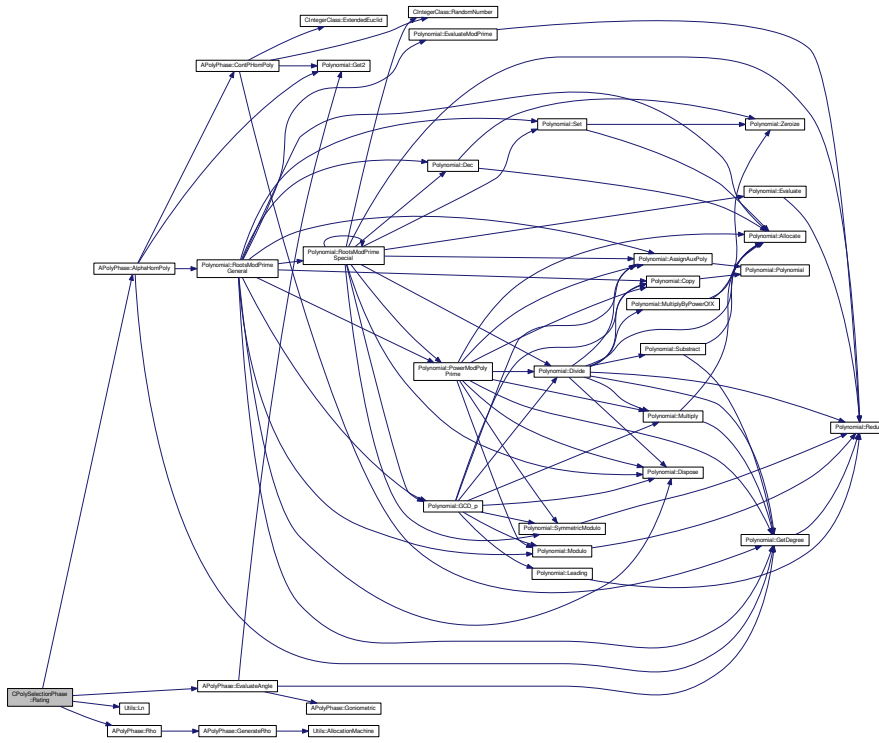 CIntegerClass::RandomNumber
CIntegerClass::ExtendedEuclid
Polynomial::EvaluateModPrime
APolyPhase::ContPHomPoly
Polynomial::Get2
Polynomial::Set
Polynomial::Zeroize
Polynomial::Dec
Polynomial::Evaluate
Polynomial::Allocate
Polynomial::RootsModPrime
Special
Polynomial::AssignAuxPoly
APolyPhase::AlphaHomPoly
Polynomial::RootsModPrime
General
Polynomial::Polynomial
Polynomial::Copy
Polynomial::MultiplyByPowerOfX
Polynomial::Substract
Polynomial::PowerModPoly
Prime
Polynomial::Divide
Polynomial::Multiply
Polynomial::Redu
Polynomial::Dispose
Polynomial::GCD_p
Polynomial::SymmetricModulo
Polynomial::GetDegree
Polynomial::Modulo
Polynomial::Leading
CPolySelectionPhase
::Rating
APolyPhase::EvaluateAngle
Utils::Ln
APolyPhase::Goniometric
APolyPhase::Rho
APolyPhase::GenerateRho
Utils::AllocationMachine